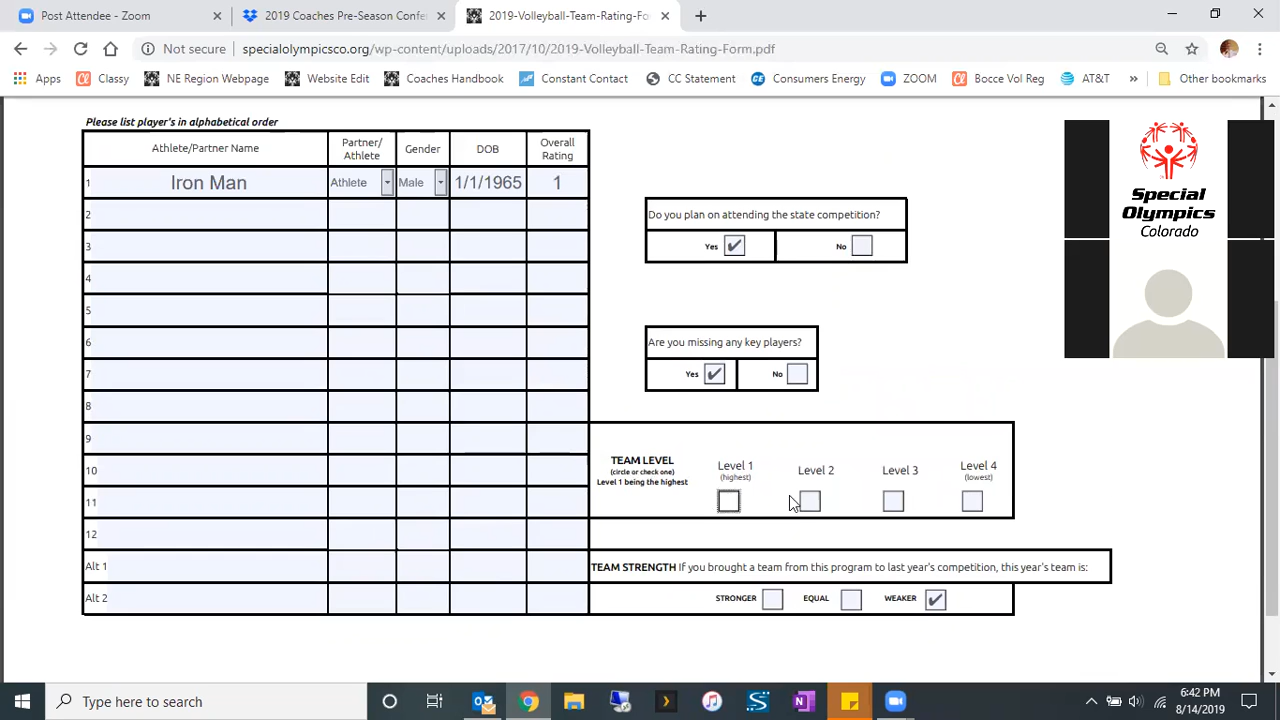 Post Attendee - Zoom
2019 Coaches Pre-Season Confe
2019-Volleyball-Team-Rating-Fo
Not secure
specialolympicsco.org/wp-content/uploads/2017/10/2019-Volleyball-Team-Rating-Form.pdf
Apps
Classy
NE Region Webpage
Website Edit
Coaches Handbook
Constant Contact
CC Statement
Consumers Energy
ZOOM
Bocce Vol Reg
AT&T
»
Other bookmarks
Please list player's in alphabetical order
Athlete/Partner Name
Partner/
Athlete
Gender
DOB
Overall
Rating
1
Iron Man
Athlete
Male
1/1/1965
1
2
3
4
5
6
7
8
9
10
11
12
Alt 1
Alt 2
Do you plan on attending the state competition?
Yes
No
Are you missing any key players?
Yes
No
TEAM LEVEL
(circle or check one)
Level 1 being the highest
Level 1
(highest)
Level 2
Level 3
Level 4
(lowest)
TEAM STRENGTH If you brought a team from this program to last year's competition, this year's team is:
STRONGER
EQUAL
WEAKER
Special
Olympics
Colorado
Type here to search
6:42 PM
8/14/2019